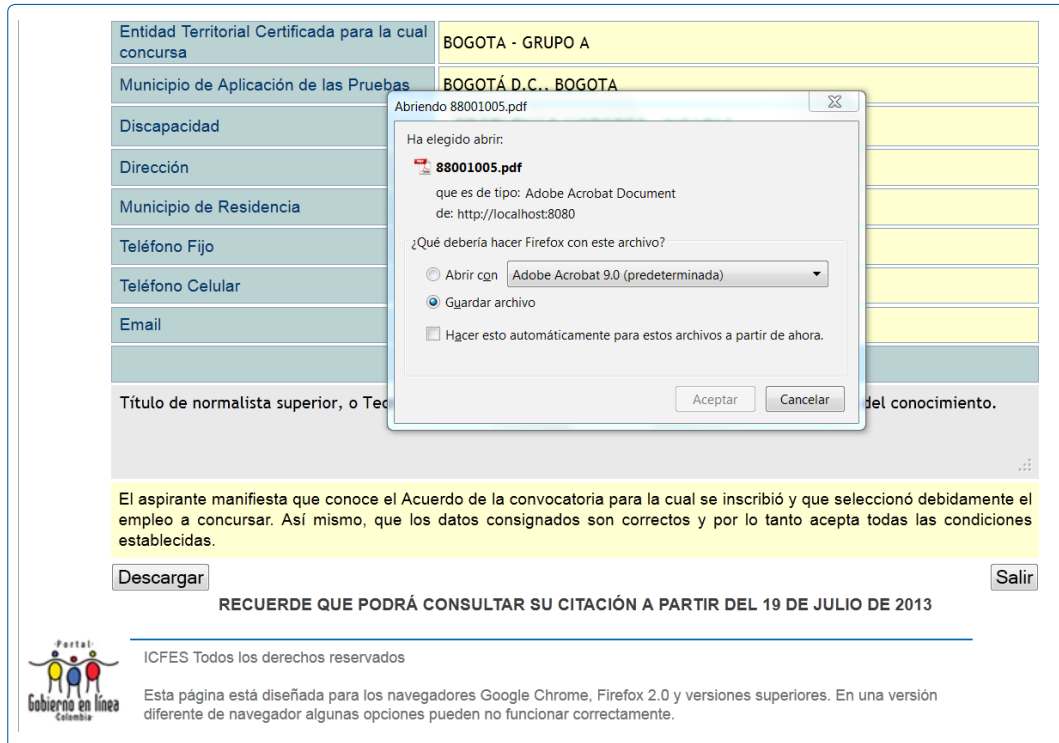 Entidad Territorial Certificada para la cual
concursa
BOGOTA - GRUPO A
Municipio de Aplicación de las Pruebas
BOGOTÁ D.C., BOGOTA
Discapacidad
Dirección
Municipio de Residencia
Teléfono Fijo
Teléfono Celular
Email
Abriendo 88001005.pdf
Ha elegido abrir:
88001005.pdf
que es de tipo: Adobe Acrobat Document
de: http://localhost:8080
¿Qué debería hacer Firefox con este archivo?
Abrir con
Adobe Acrobat 9.0 (predeterminada)
Guardar archivo
Hacer esto automáticamente para estos archivos a partir de ahora.
Aceptar
Cancelar
Título de normalista superior, o
del conocimiento.
El aspirante manifiesta que conoce el Acuerdo de la convocatoria para la cual se inscribió y que seleccionó debidamente el
empleo a concursar. Así mismo, que los datos consignados son correctos y por lo tanto acepta todas las condiciones
establecidas.
Descargar
Salir
RECUERDE QUE PODRÁ CONSULTAR SU CITACIÓN A PARTIR DEL 19 DE JULIO DE 2013
Portal
Gobierno en línea
Colombia
ICFES Todos los derechos reservados
Esta página está diseñada para los navegadores Google Chrome, Firefox 2.0 y versiones superiores. En una versión
diferente de navegador algunas opciones pueden no funcionar correctamente.